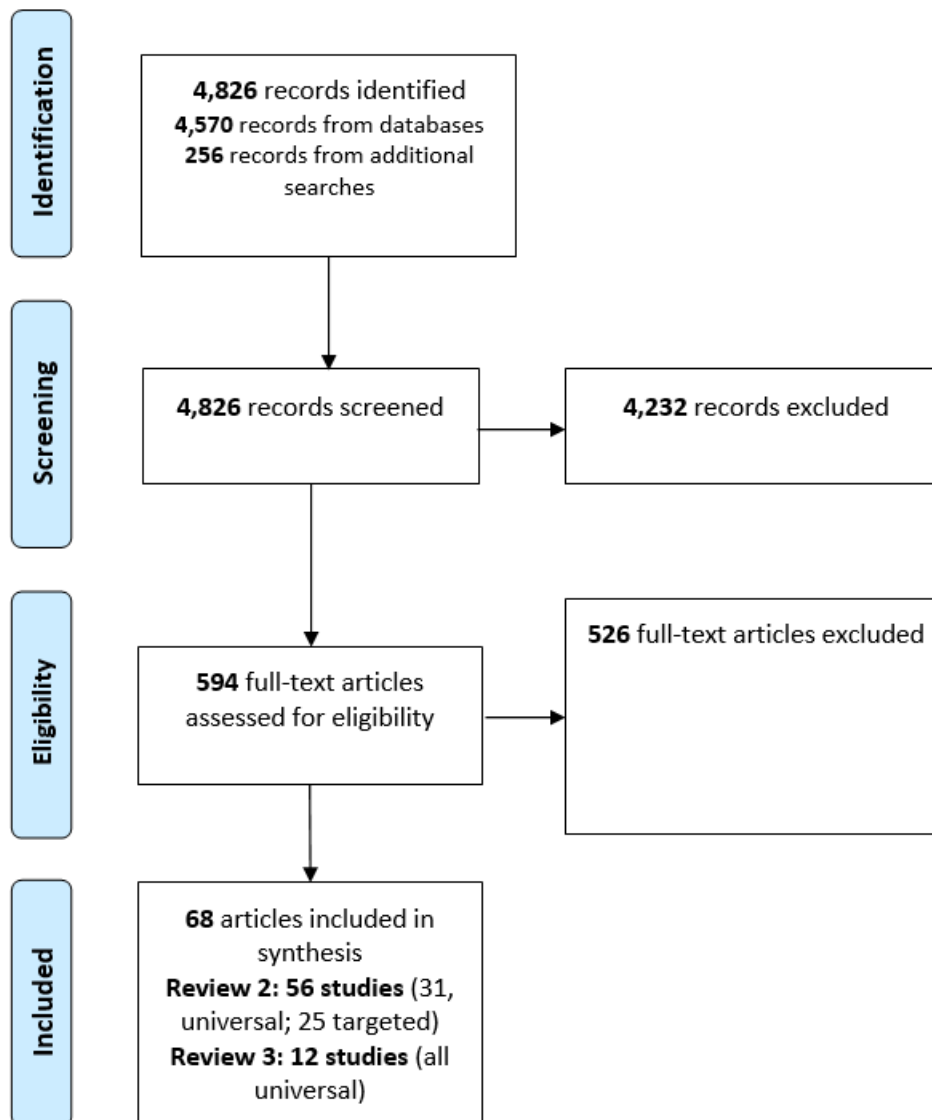 Identification
4,826 records identified
4,570 records from databases
256 records from additional
searches
Screening
4,826 records screened
4,232 records excluded
Eligibility
594 full-text articles
assessed for eligibility
526 full-text articles excluded
Included
68 articles included in
synthesis
Review 2: 56 studies (31,
universal; 25 targeted)
Review 3: 12 studies (all
universal)